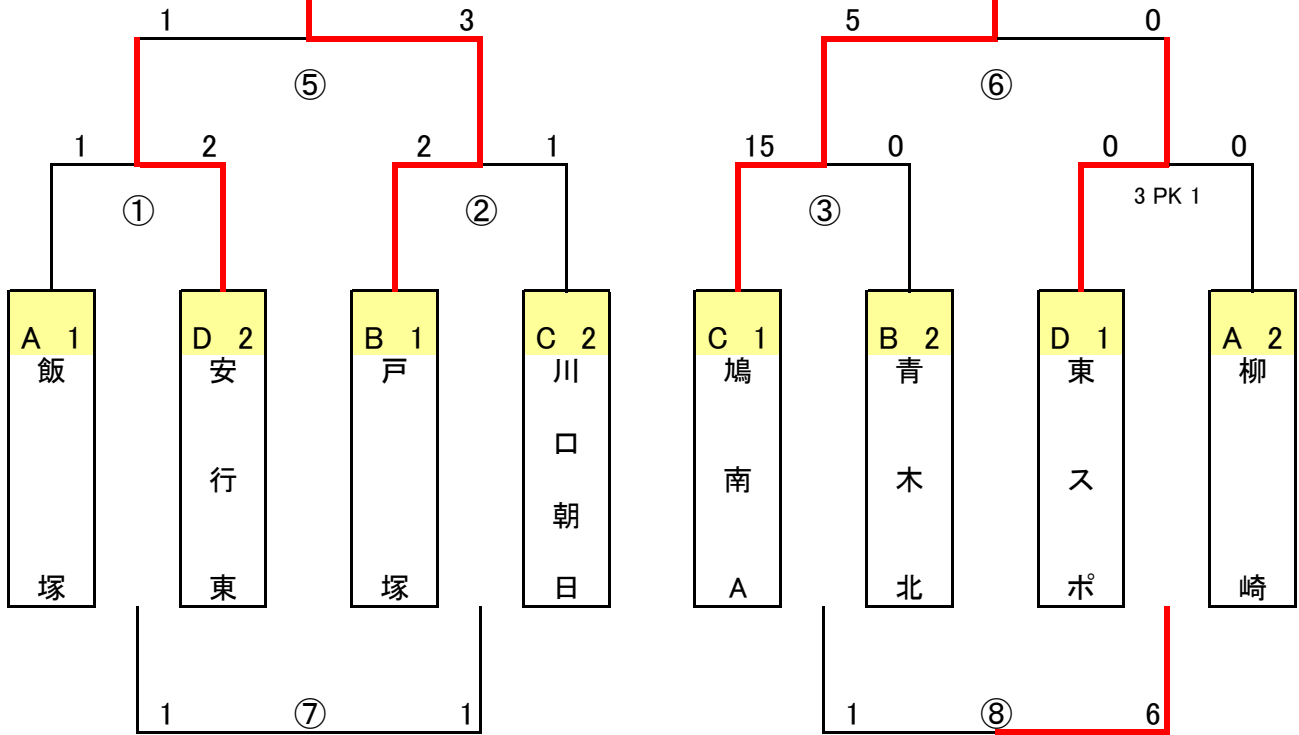 1 3 5 0
⑤ ⑥
1 2 2 1 15 0 0 0
3 PK 1
① ② ③
A 1
飯塚
D 2
安行東
B 1
戸塚
C 2
川口朝日
C 1
鳩南A
B 2
青木北
D 1
東スポ
A 2
柳崎
1 ⑦ 1 1 ⑧ 6